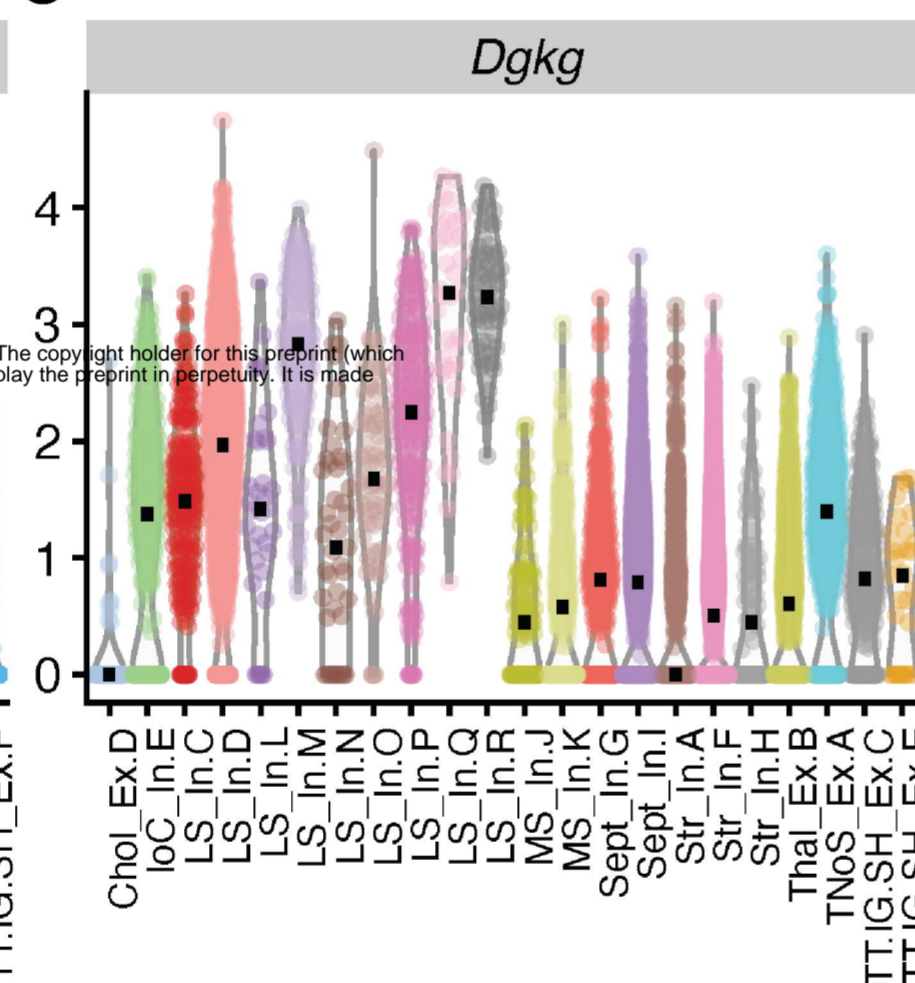 Dgkg
4
3
The copyright holder for this preprint (which
play the preprint in perpetuity. It is made
2
1
0
Chol_Ex.D
IoC_In.E
LS_In.C
LS_In.D
LS_In.L
LS_In.M
LS_In.N
LS_In.O
LS_In.P
LS_In.Q
LS_In.R
MS_In.J
MS_In.K
Sept_In.G
Sept_In.I
Str_In.A
Str_In.F
Str_In.H
Thal_Ex.B
TNoS_Ex.A
TT.IG.SH_Ex.C